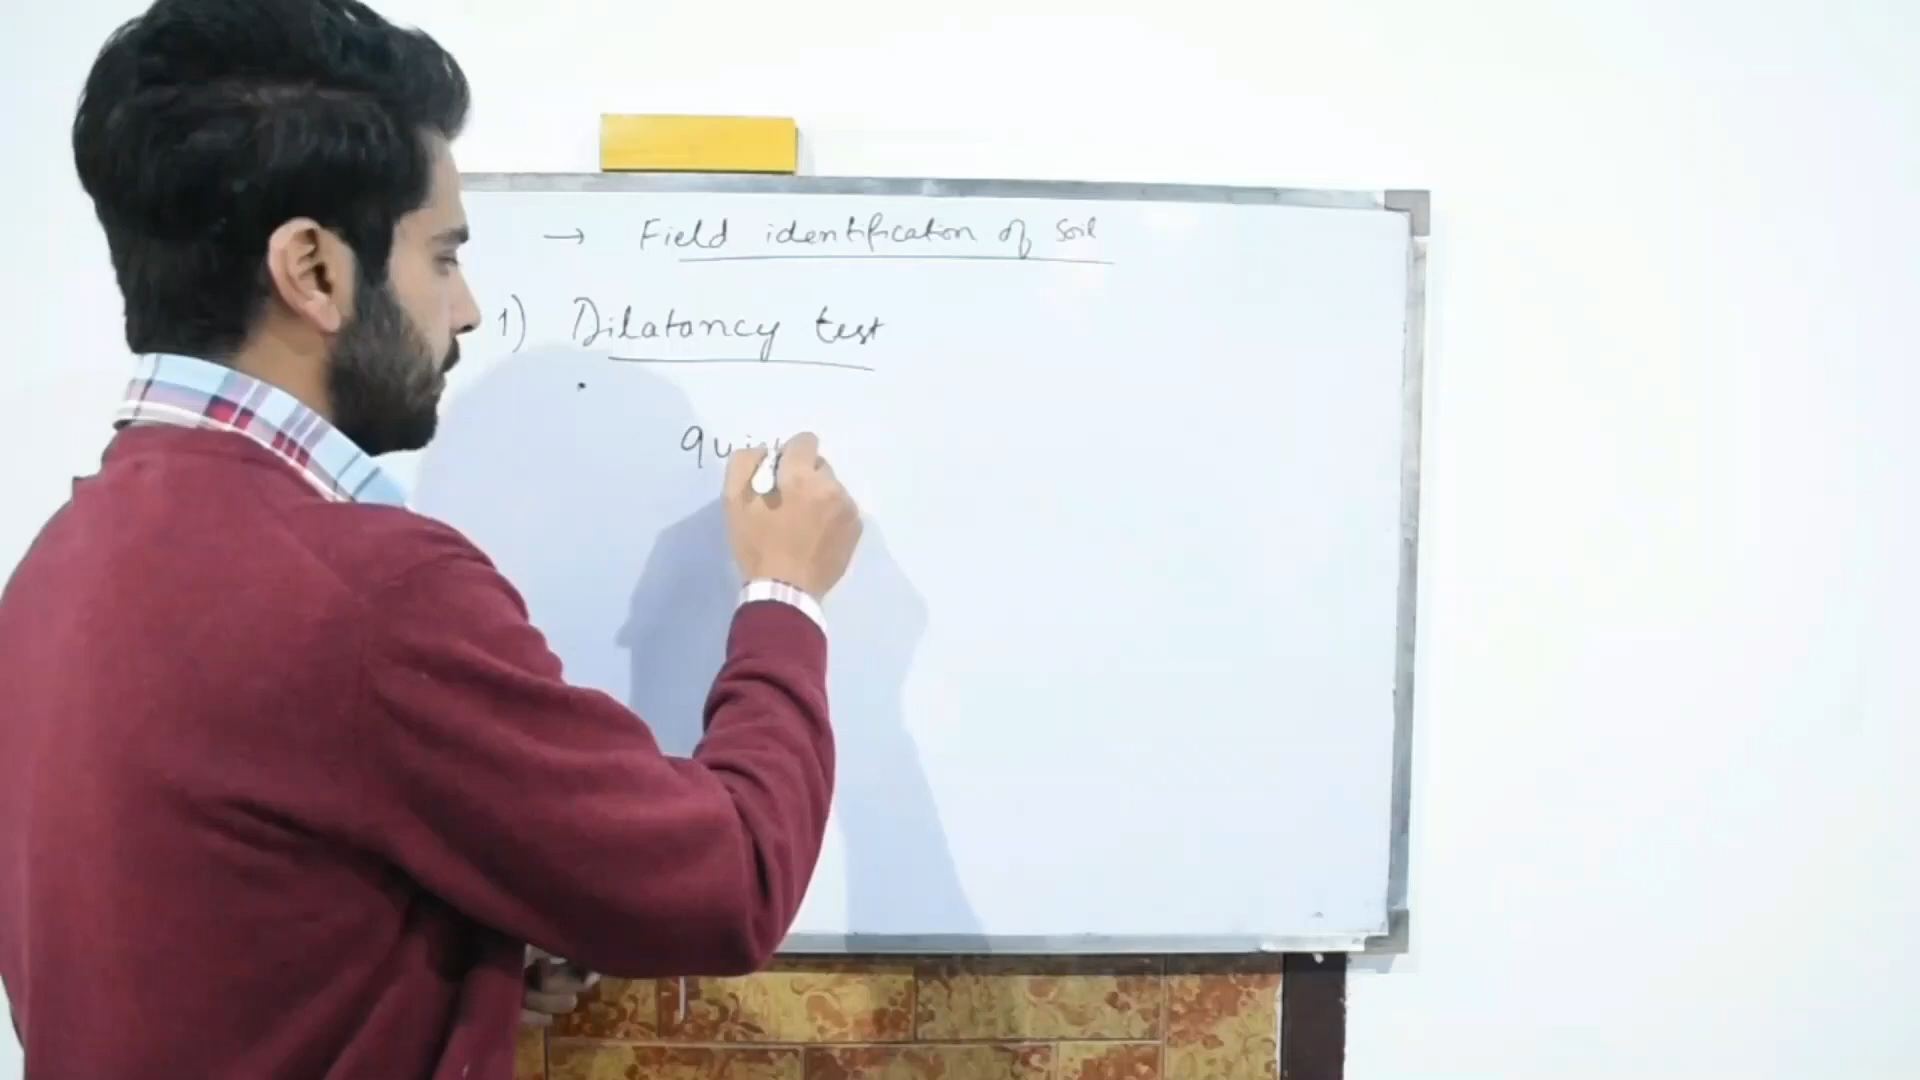 → Field identification of soil
1) Dilatancy test